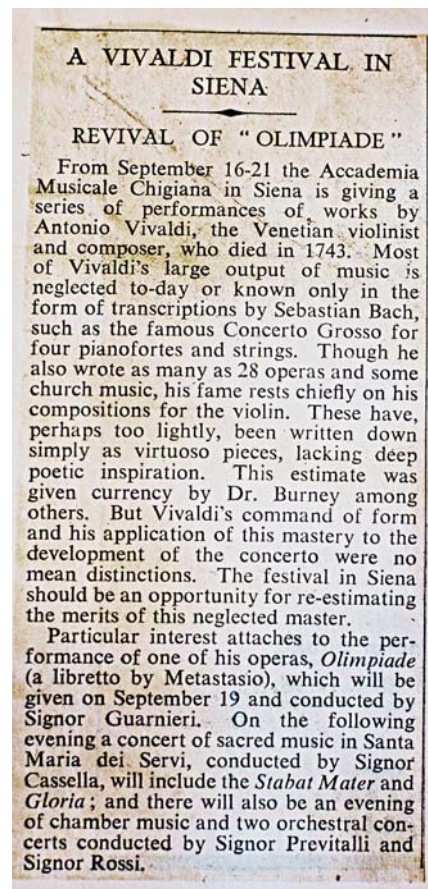 A VIVALDI FESTIVAL IN
SIENA
REVIVAL OF "OLIMPIADE"
From September 16-21 the Accademia
Musicale Chigiana in Siena is giving a
series of performances of works by
Antonio Vivaldi, the Venetian violinist
and composer, who died in 1743. Most
of Vivaldi's large output of music is
neglected to-day or known only in the
form of transcriptions by Sebastian Bach,
such as the famous Concerto Grosso for
four pianofortes and strings. Though he
also wrote as many as 28 operas and some
church music, his fame rests chiefly on his
compositions for the violin. These have,
perhaps too lightly, been written down
simply as virtuoso pieces, lacking deep
poetic inspiration. This estimate was
given currency by Dr. Burney among
others. But Vivaldi's command of form
and his application of this mastery to the
development of the concerto were no
mean distinctions. The festival in Siena
should be an opportunity for re-estimating
the merits of this neglected master.
Particular interest attaches to the per-
formance of one of his operas, Olimpiade
(a libretto by Metastasio), which will be
given on September 19 and conducted by
Signor Guarnieri. On the following
evening a concert of sacred music in Santa
Maria dei Servi, conducted by Signor
Cassella, will include the Stabat Mater and
Gloria; and there will also be an evening
of chamber music and two orchestral con-
certs conducted by Signor Previtalli and
Signor Rossi.